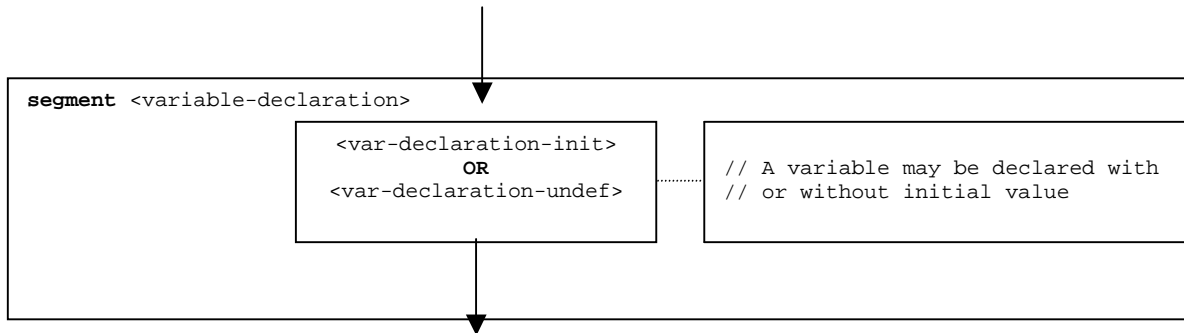 segment <variable-declaration>
<var-declaration-init>
OR
<var-declaration-undef>
// A variable may be declared with
// or without initial value